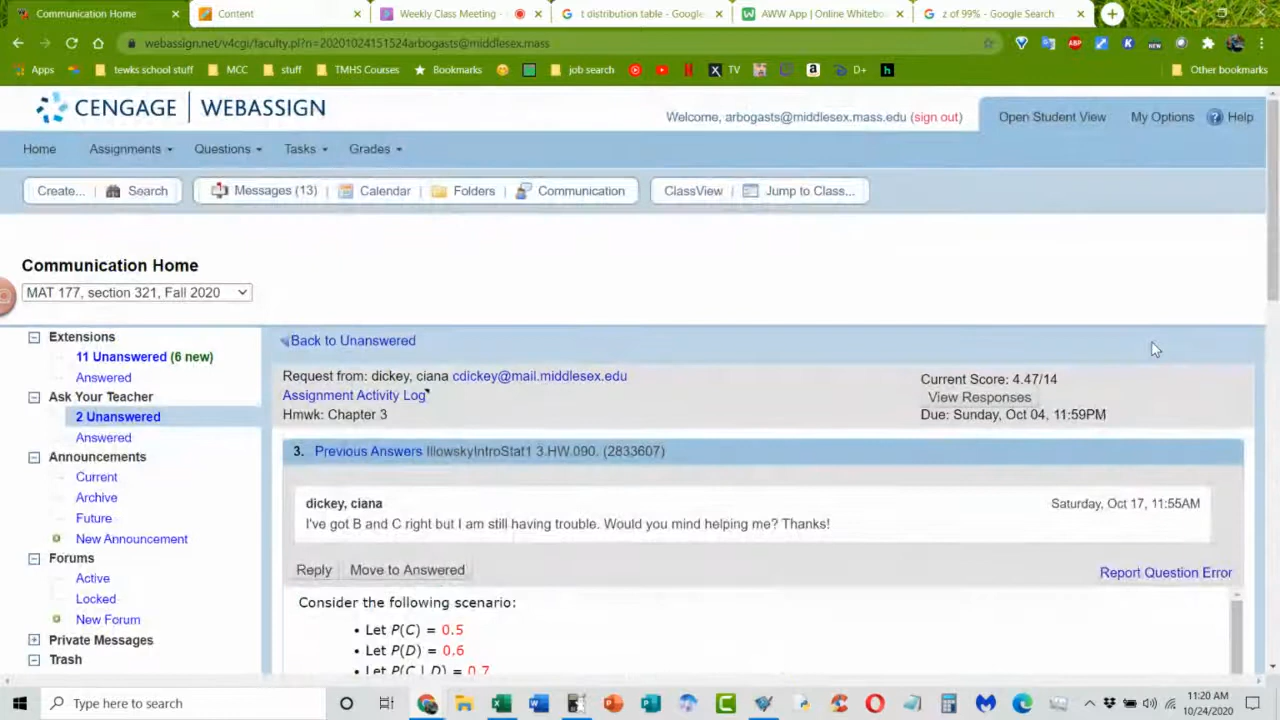 Communication Home
Content
Weekly Class Meeting -
t distribution table - Google
AWW App | Online Whitebo
z of 99% - Google Search
webassign.net/v4cgi/faculty.pl?n=20201024151524arbogasts@middlesex.mass
Apps
tewks school stuff
MCC
stuff
TMHS Courses
Bookmarks
job search
TV
D+
Other bookmarks
CENGAGE | WEBASSIGN
Welcome, arbogasts@middlesex.mass.edu (sign out)
Open Student View
My Options
Help
Home
Assignments
Questions
Tasks
Grades
Create... | Search
Messages (13) | Calendar | Folders | Communication
ClassView | Jump to Class...
Communication Home
MAT 177, section 321, Fall 2020
Extensions
11 Unanswered (6 new)
Answered
Ask Your Teacher
2 Unanswered
Answered
Announcements
Current
Archive
Future
New Announcement
Forums
Active
Locked
New Forum
Private Messages
Trash
Back to Unanswered
Request from: dickey, ciana cdickey@mail.middlesex.edu
Assignment Activity Log
Hmwk: Chapter 3
Current Score: 4.47/14
View Responses
Due: Sunday, Oct 04, 11:59PM
3. Previous Answers IllowskyIntroStat1 3.HW.090. (2833607)
dickey, ciana
Saturday, Oct 17, 11:55AM
I've got B and C right but I am still having trouble. Would you mind helping me? Thanks!
Reply
Move to Answered
Report Question Error
Consider the following scenario:
• Let P(C) = 0.5
• Let P(D) = 0.6
• Let P(C | D) = 0.7
Type here to search
11:20 AM
10/24/2020